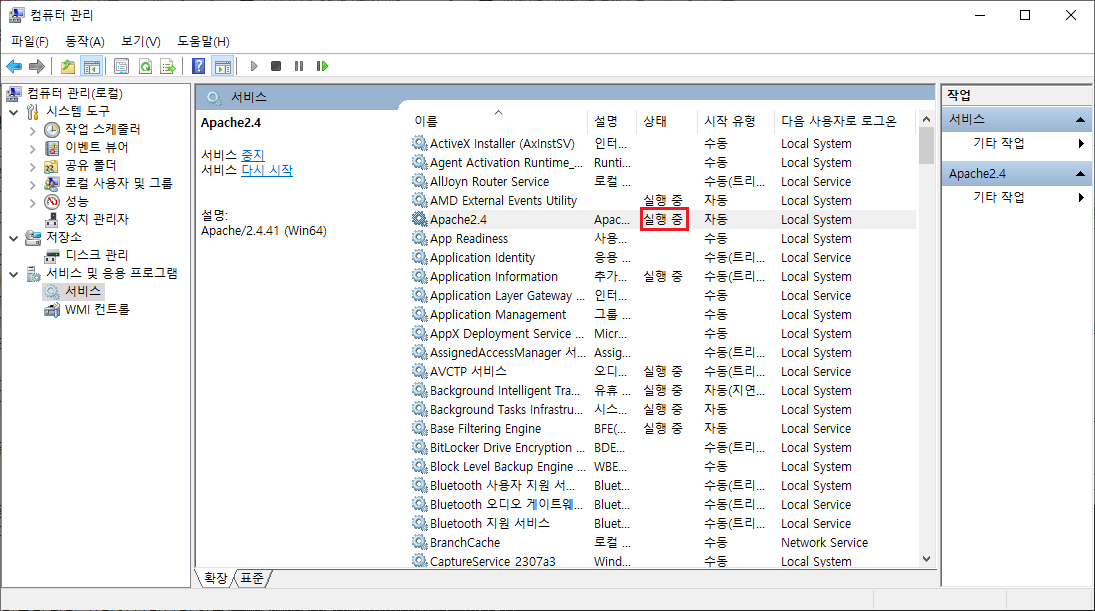 컴퓨터 관리
파일(F) 동작(A) 보기(V) 도움말(H)
컴퓨터 관리(로컬)
시스템 도구
작업 스케줄러
이벤트 뷰어
공유 폴더
로컬 사용자 및 그룹
성능
장치 관리자
저장소
디스크 관리
서비스 및 응용 프로그램
서비스
WMI 컨트롤
서비스
Apache2.4
서비스 중지
서비스 다시 시작
설명:
Apache/2.4.41 (Win64)
이름 설명 상태 시작 유형 다음 사용자로 로그온
ActiveX Installer (AxInstSV) 인터... 수동 Local System
Agent Activation Runtime_... Runti... 수동 Local System
AllJoyn Router Service 로컬 ... 수동(트리... Local Service
AMD External Events Utility 실행 중 자동 Local System
Apache2.4 Apac... 실행 중 자동 Local System
App Readiness 사용... 수동 Local System
Application Identity 응용 ... 수동(트리... Local Service
Application Information 추가... 실행 중 수동(트리... Local System
Application Layer Gateway ... 인터... 수동 Local Service
Application Management 그룹 ... 수동 Local System
AppX Deployment Service ... Micr... 수동 Local System
AssignedAccessManager 서... Assig... 수동(트리... Local System
AVCTP 서비스 오디... 실행 중 수동(트리... Local Service
Background Intelligent Tra... 유휴 ... 실행 중 자동(지연... Local System
Background Tasks Infrastru... 시스... 실행 중 자동 Local System
Base Filtering Engine BFE(... 실행 중 자동 Local Service
BitLocker Drive Encryption ... BDE... 수동(트리... Local System
Block Level Backup Engine ... WBE... 수동 Local System
Bluetooth 사용자 지원 서... Bluet... 수동(트리... Local System
Bluetooth 오디오 게이트웨... Bluet... 수동(트리... Local Service
Bluetooth 지원 서비스 Bluet... 수동(트리... Local Service
BranchCache 로컬 ... 수동 Network Service
CaptureService_2307a3 Wind... 수동 Local System
확장 표준
작업
서비스
기타 작업
Apache2.4
기타 작업